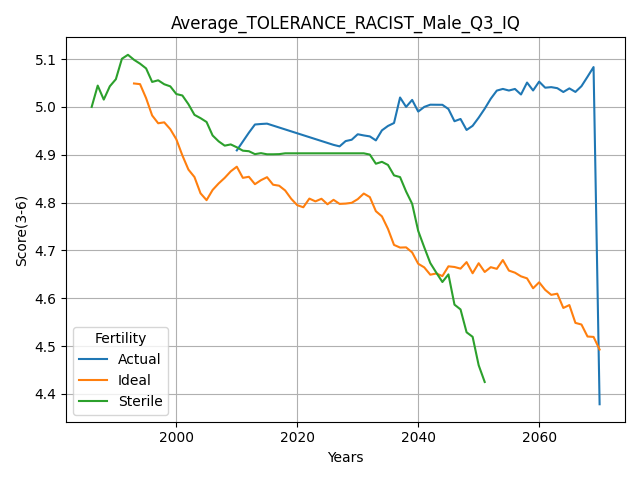 Average_TOLERANCE_RACIST_Male_Q3_IQ
5.1
5.0
4.9
4.8
4.7
4.6
4.5
4.4
Score(3-6)
Fertility
Actual
Ideal
Sterile
2000
2020
2040
2060
Years